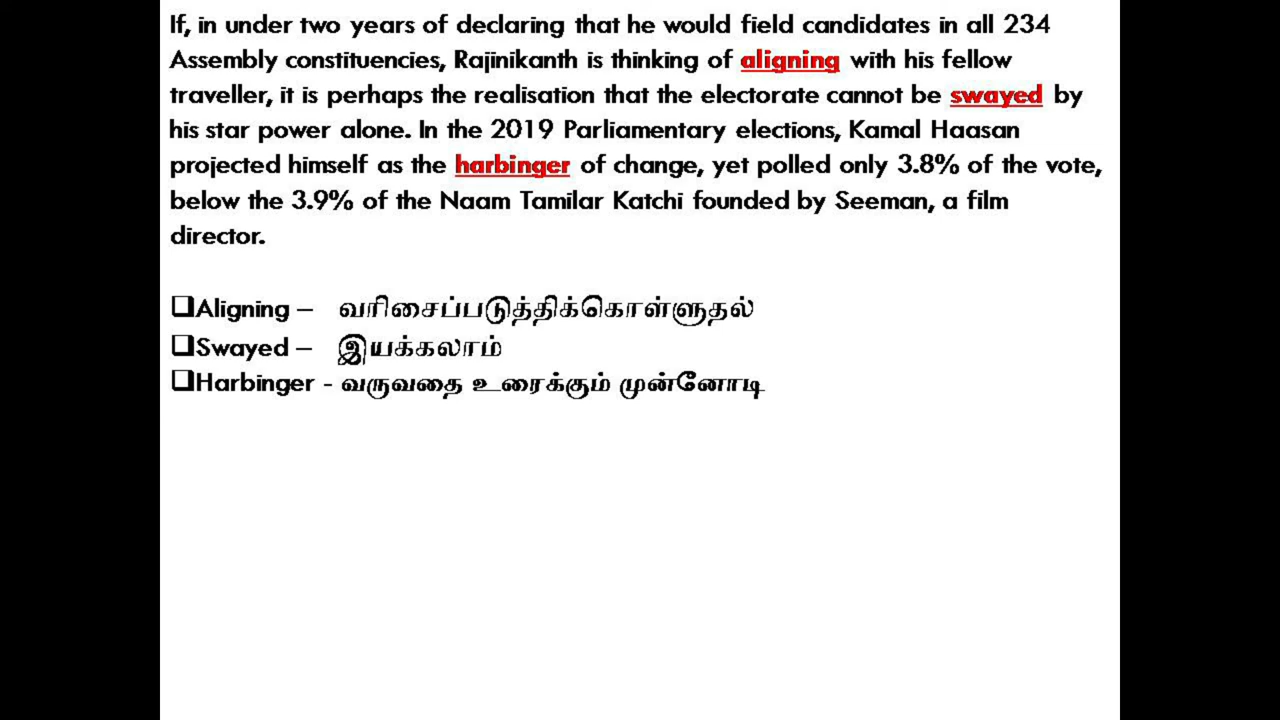 If, in under two years of declaring that he would field candidates in all 234
Assembly constituencies, Rajinikanth is thinking of aligning with his fellow
traveller, it is perhaps the realisation that the electorate cannot be swayed by
his star power alone. In the 2019 Parliamentary elections, Kamal Haasan
projected himself as the harbinger of change, yet polled only 3.8% of the vote,
below the 3.9% of the Naam Tamilar Katchi founded by Seeman, a film
director.
❑Aligning – வரிசைப்படுத்திக்கொள்ளுதல்
❑Swayed – இயக்கலாம்
❑Harbinger - வருவதை உரைக்கும் முன்னோடி